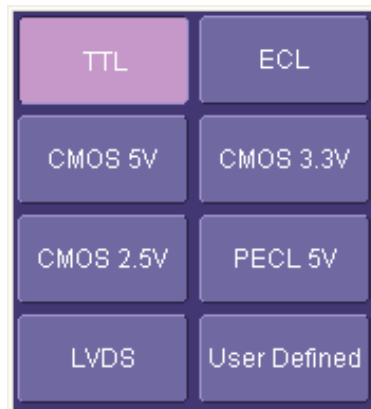 TTL
ECL
CMOS 5V
CMOS 3.3V
CMOS 2.5V
PECL 5V
LVDS
User Defined